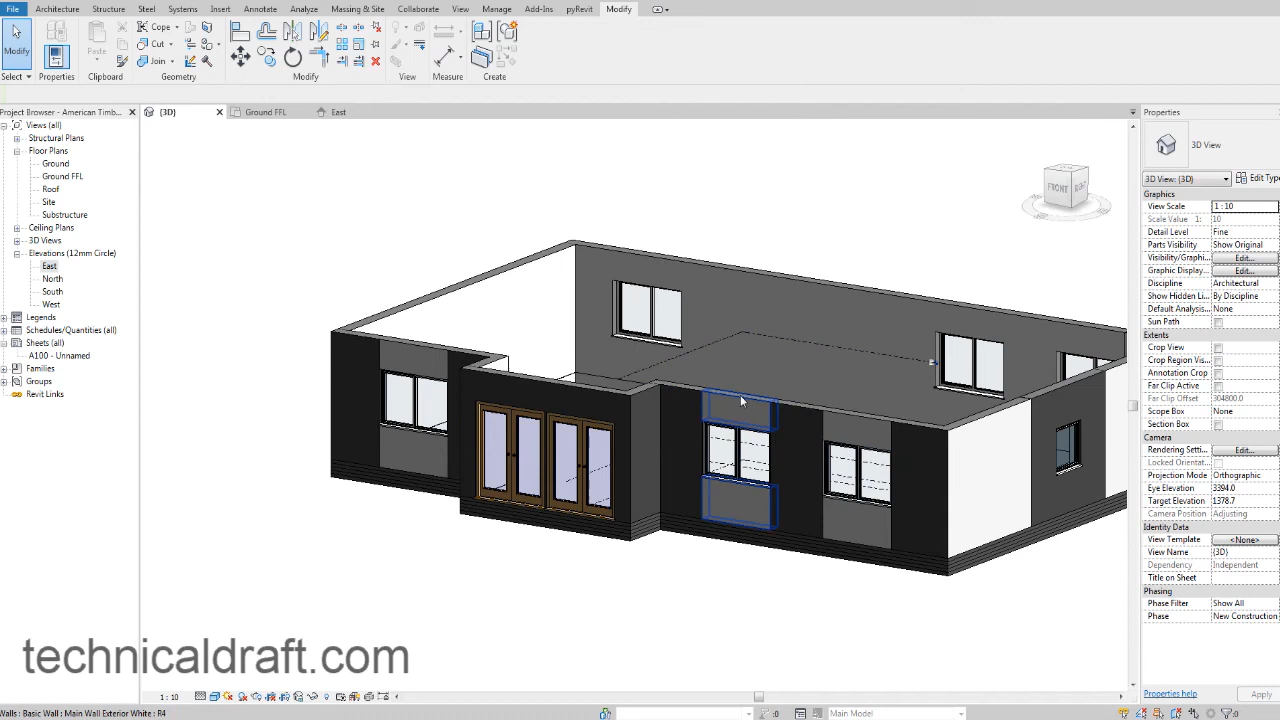 File Architecture Structure Steel Systems Insert Annotate Analyze Massing & Site Collaborate View Manage Add-Ins pyRevit Modify
Modify
Paste
Cope
Cut
Join
Select Properties Clipboard Geometry Modify View Measure Create
Project Browser - American Timb...
{3D} Ground FFL East
Properties
Views (all)
Structural Plans
Floor Plans
Ground
Ground FFL
Roof
Site
Substructure
Ceiling Plans
3D Views
Elevations (12mm Circle)
East
North
South
West
Legends
Schedules/Quantities (all)
Sheets (all)
A100 - Unnamed
Families
Groups
Revit Links
FRONT
3D View
3D View: {3D} Edit Type
Graphics
View Scale 1 : 10
Scale Value 1: 10
Detail Level Fine
Parts Visibility Show Original
Visibility/Graphi... Edit...
Graphic Display... Edit...
Discipline Architectural
Show Hidden Li... By Discipline
Default Analysis... None
Sun Path
Extents
Crop View
Crop Region Vis...
Annotation Crop
Far Clip Active
Far Clip Offset 304800.0
Scope Box None
Section Box
Camera
Rendering Setti... Edit...
Locked Orientat...
Projection Mode Orthographic
Eye Elevation 3394.0
Target Elevation 1378.7
Camera Position Adjusting
Identity Data
View Template <None>
View Name {3D}
Dependency Independent
Title on Sheet
Phasing
Phase Filter Show All
Phase New Construction
Properties help Apply
technicaldraft.com
1 : 10
Walls : Basic Wall : Main Wall Exterior White : R4
:0
Main Model
:0